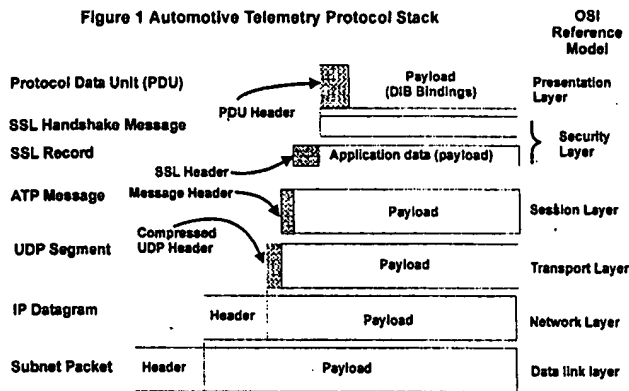 Figure 1 Automotive Telemetry Protocol Stack
OSI
Reference
Model
Protocol Data Unit (PDU)
Payload
(DIB Bindings)
Presentation
Layer
PDU Header
SSL Handshake Message
Security
Layer
SSL Record
Application data (payload)
SSL Header
ATP Message
Message Header
Payload
Session Layer
Compressed
UDP Header
UDP Segment
Payload
Transport Layer
IP Datagram
Header
Payload
Network Layer
Subnet Packet
Header
Payload
Data link layer